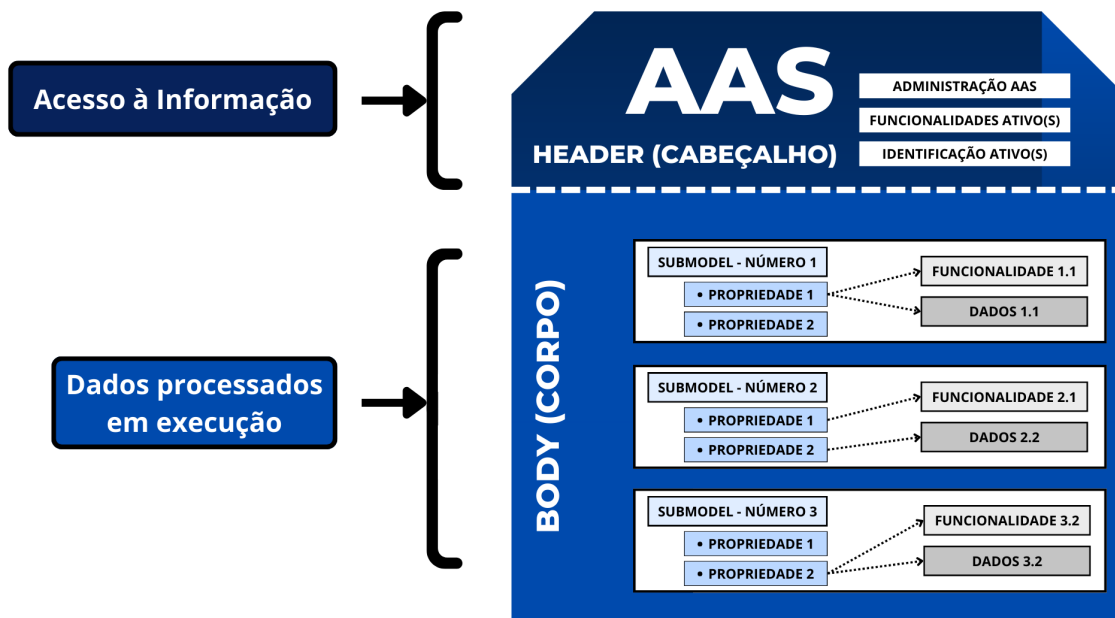 Acesso à Informação
AAS
HEADER (CABEÇALHO)
ADMINISTRAÇÃO AAS
FUNCIONALIDADES ATIVO(S)
IDENTIFICAÇÃO ATIVO(S)
Dados processados
em execução
BODY (CORPO)
SUBMODEL - NÚMERO 1
• PROPRIEDADE 1
• PROPRIEDADE 2
FUNCIONALIDADE 1.1
DADOS 1.1
SUBMODEL - NÚMERO 2
• PROPRIEDADE 1
• PROPRIEDADE 2
FUNCIONALIDADE 2.1
DADOS 2.2
SUBMODEL - NÚMERO 3
• PROPRIEDADE 1
• PROPRIEDADE 2
FUNCIONALIDADE 3.2
DADOS 3.2